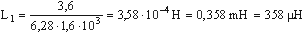 L₁ = 3,6 / (6,28 · 1,6 · 10³) = 3,58 · 10⁻⁴ H = 0,358 mH = 358 µH